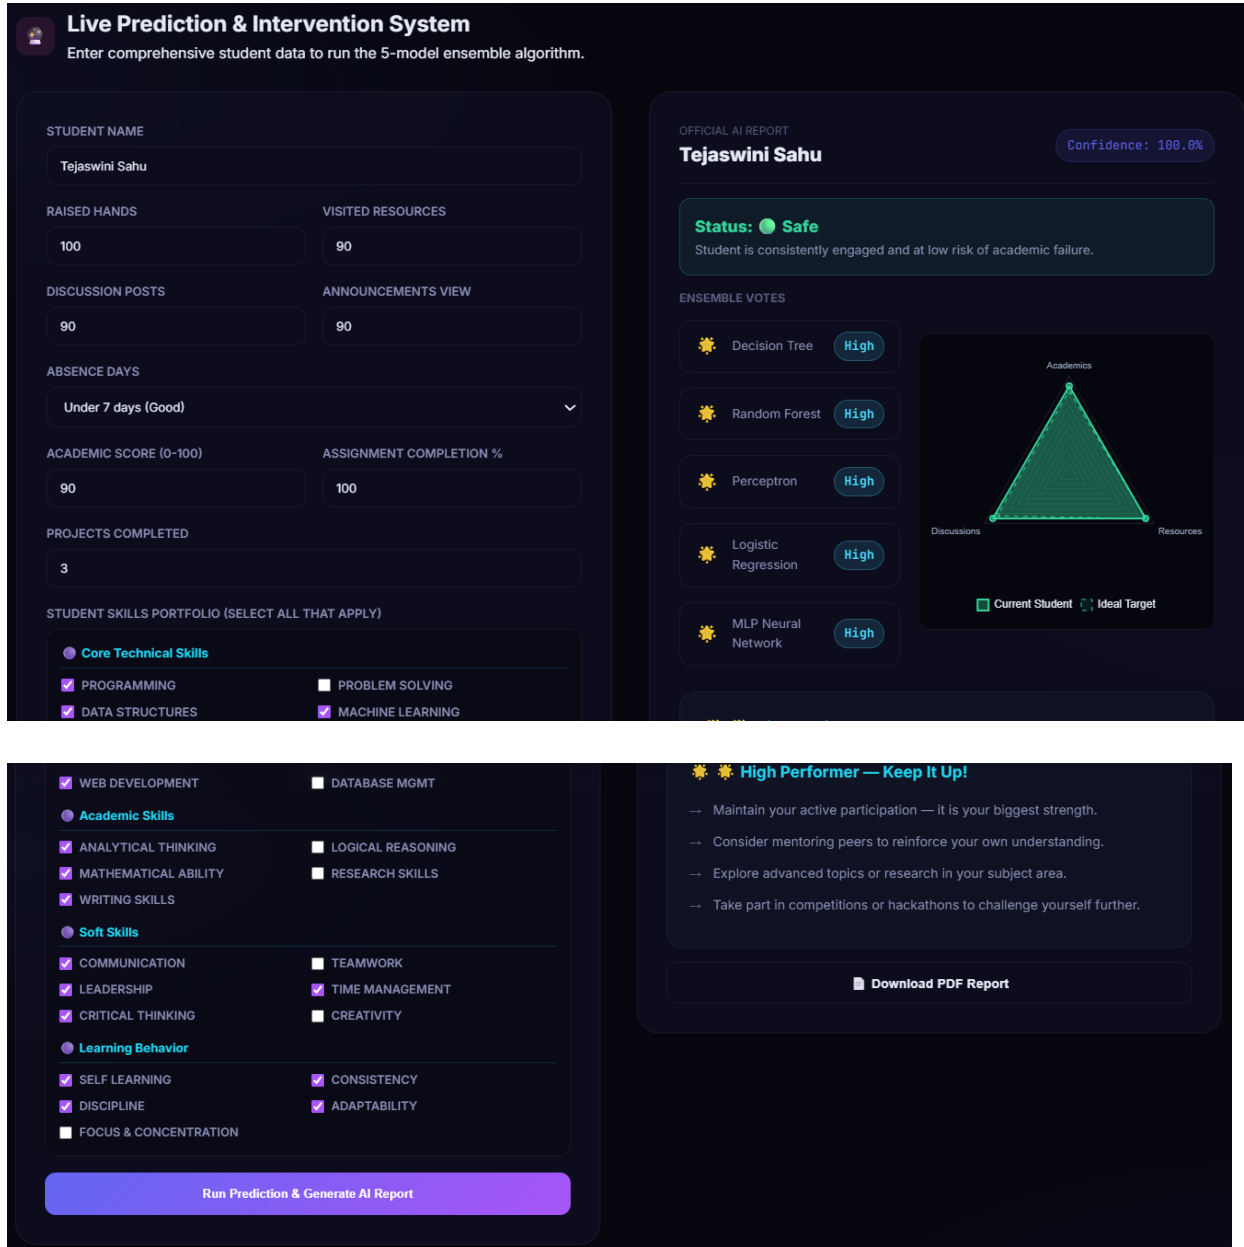 Live Prediction & Intervention System
Enter comprehensive student data to run the 5-model ensemble algorithm.
STUDENT NAME
Tejaswini Sahu
RAISED HANDS
VISITED RESOURCES
100
90
DISCUSSION POSTS
ANNOUNCEMENTS VIEW
90
90
ABSENCE DAYS
Under 7 days (Good)
ACADEMIC SCORE (0-100)
ASSIGNMENT COMPLETION %
90
100
PROJECTS COMPLETED
3
STUDENT SKILLS PORTFOLIO (SELECT ALL THAT APPLY)
Core Technical Skills
PROGRAMMING
PROBLEM SOLVING
DATA STRUCTURES
MACHINE LEARNING
OFFICIAL AI REPORT
Tejaswini Sahu
Confidence: 100.0%
Status: Safe
Student is consistently engaged and at low risk of academic failure.
ENSEMBLE VOTES
Decision Tree
High
Random Forest
High
Perceptron
High
Logistic
Regression
High
MLP Neural
Network
High
Academics
Discussions
Resources
Current Student
Ideal Target
WEB DEVELOPMENT
DATABASE MGMT
Academic Skills
ANALYTICAL THINKING
LOGICAL REASONING
MATHEMATICAL ABILITY
RESEARCH SKILLS
WRITING SKILLS
Soft Skills
COMMUNICATION
TEAMWORK
LEADERSHIP
TIME MANAGEMENT
CRITICAL THINKING
CREATIVITY
Learning Behavior
SELF LEARNING
CONSISTENCY
DISCIPLINE
ADAPTABILITY
FOCUS & CONCENTRATION
Run Prediction & Generate AI Report
High Performer — Keep It Up!
→ Maintain your active participation — it is your biggest strength.
→ Consider mentoring peers to reinforce your own understanding.
→ Explore advanced topics or research in your subject area.
→ Take part in competitions or hackathons to challenge yourself further.
Download PDF Report